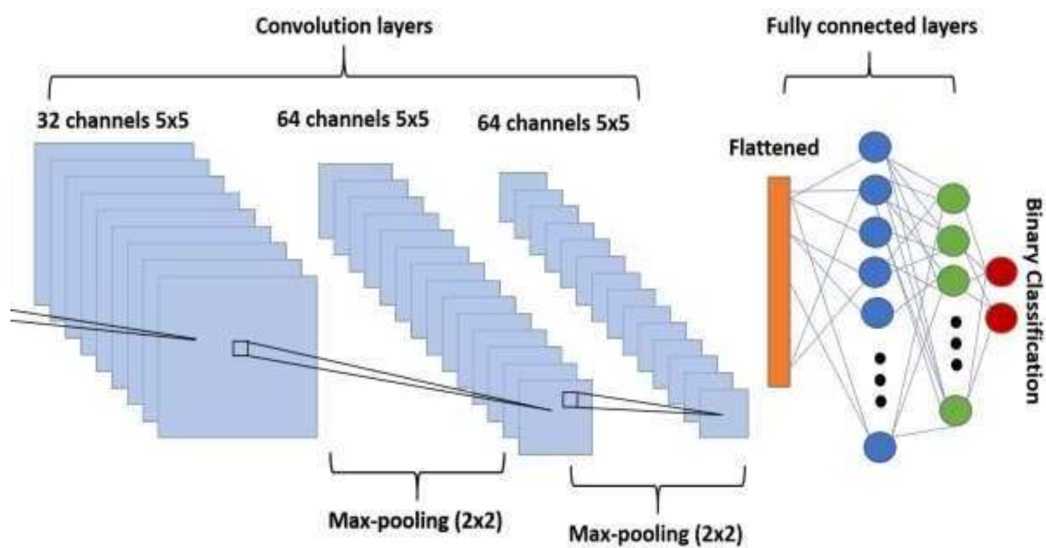 Convolution layers
Fully connected layers
32 channels 5x5
64 channels 5x5
64 channels 5x5
Flattened
Binary Classification
Max-pooling (2x2)
Max-pooling (2x2)